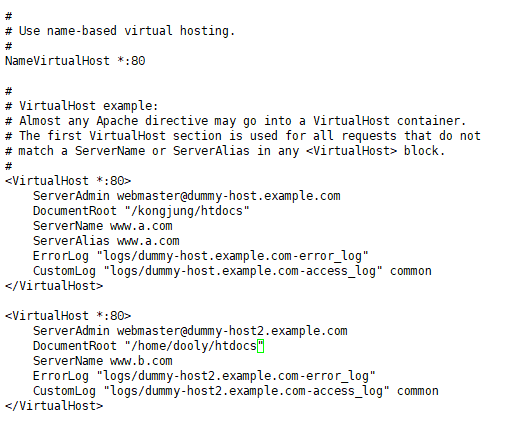 #
# Use name-based virtual hosting.
#
NameVirtualHost *:80

#
# VirtualHost example:
# Almost any Apache directive may go into a VirtualHost container.
# The first VirtualHost section is used for all requests that do not
# match a ServerName or ServerAlias in any <VirtualHost> block.
#
<VirtualHost *:80>
    ServerAdmin webmaster@dummy-host.example.com
    DocumentRoot "/kongjung/htdocs"
    ServerName www.a.com
    ServerAlias www.a.com
    ErrorLog "logs/dummy-host.example.com-error_log"
    CustomLog "logs/dummy-host.example.com-access_log" common
</VirtualHost>

<VirtualHost *:80>
    ServerAdmin webmaster@dummy-host2.example.com
    DocumentRoot "/home/dooly/htdocs"
    ServerName www.b.com
    ErrorLog "logs/dummy-host2.example.com-error_log"
    CustomLog "logs/dummy-host2.example.com-access_log" common
</VirtualHost>